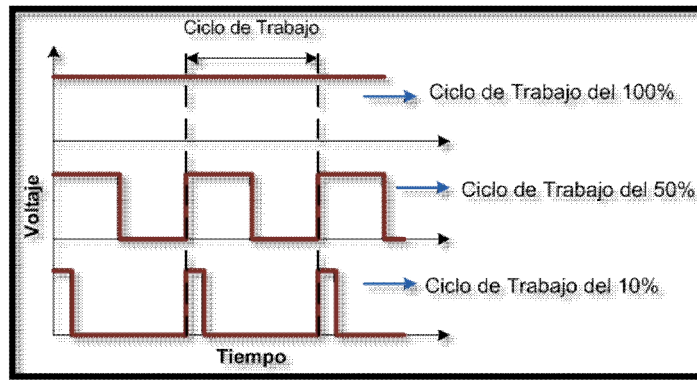 Ciclo de Trabajo
Ciclo de Trabajo del 100%
Voltaje
Ciclo de Trabajo del 50%
Ciclo de Trabajo del 10%
Tiempo